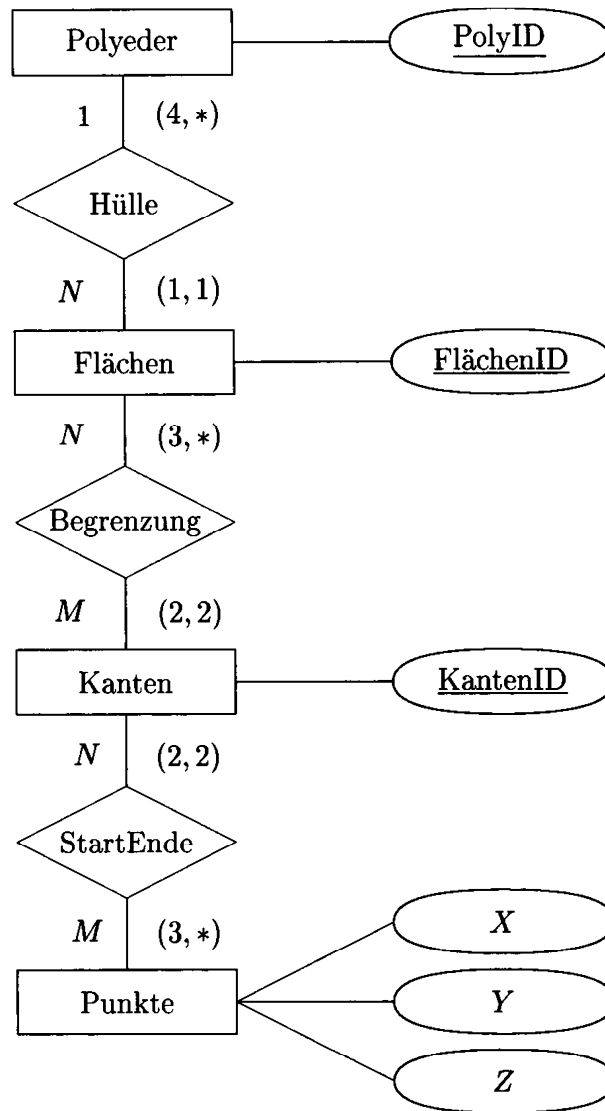 Polyeder PolyID
1 (4, *)
Hülle
N (1, 1)
Flächen FlächenID
N (3, *)
Begrenzung
M (2, 2)
Kanten KantenID
N (2, 2)
StartEnde
M (3, *)
X
Punkte Y
Z